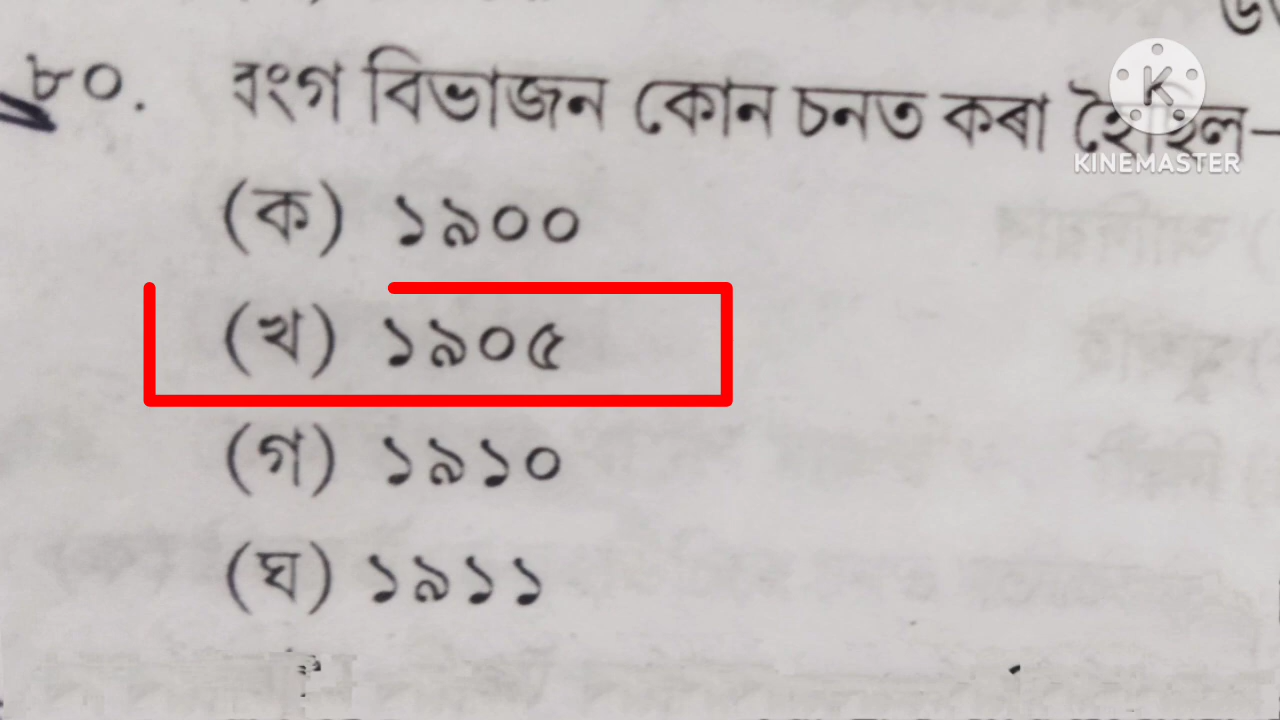 ৮০. বংগ বিভাজন কোন চনত কৰা হৈছিল—
KINEMASTER
(ক) ১৯০০
(খ) ১৯০৫
(গ) ১৯১০
(ঘ) ১৯১১